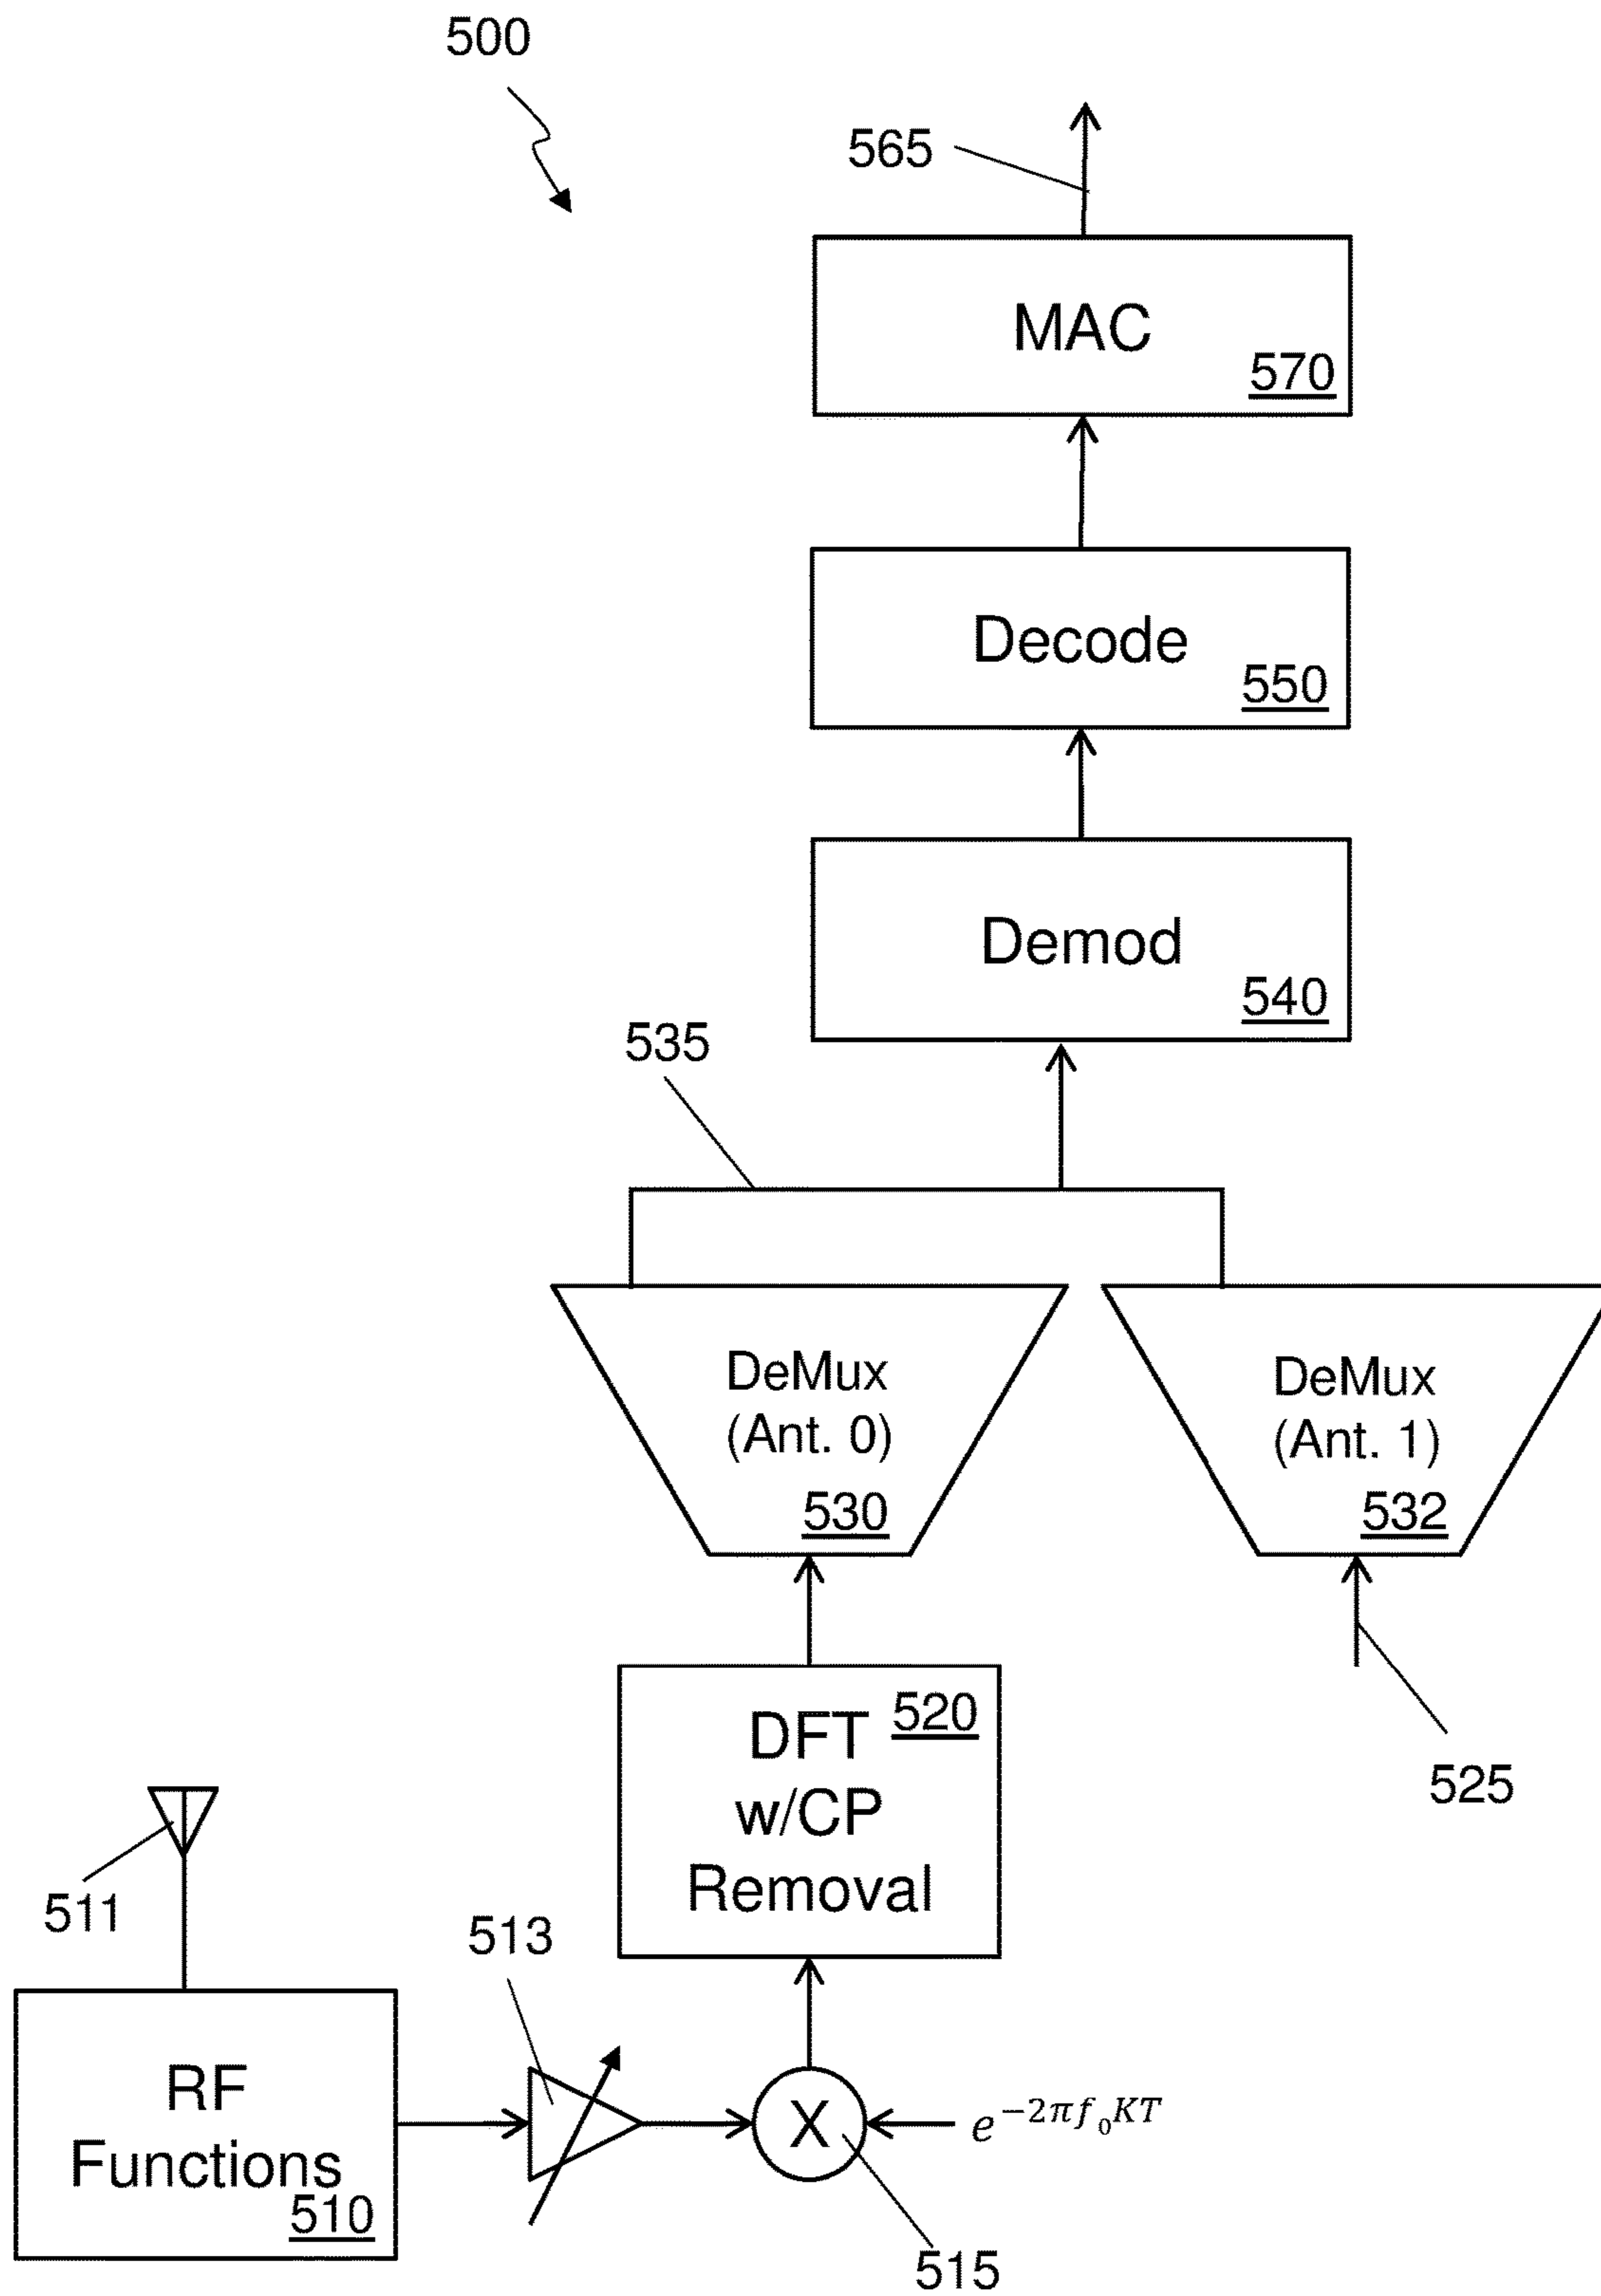 500
565
MAC
570
Decode
550
Demod
540
535
DeMux
(Ant. 0)
530
DeMux
(Ant. 1)
532
525
DFT
w/CP
Removal
520
511
513
RF
Functions
510
X
e^{-2πf_0KT}
515